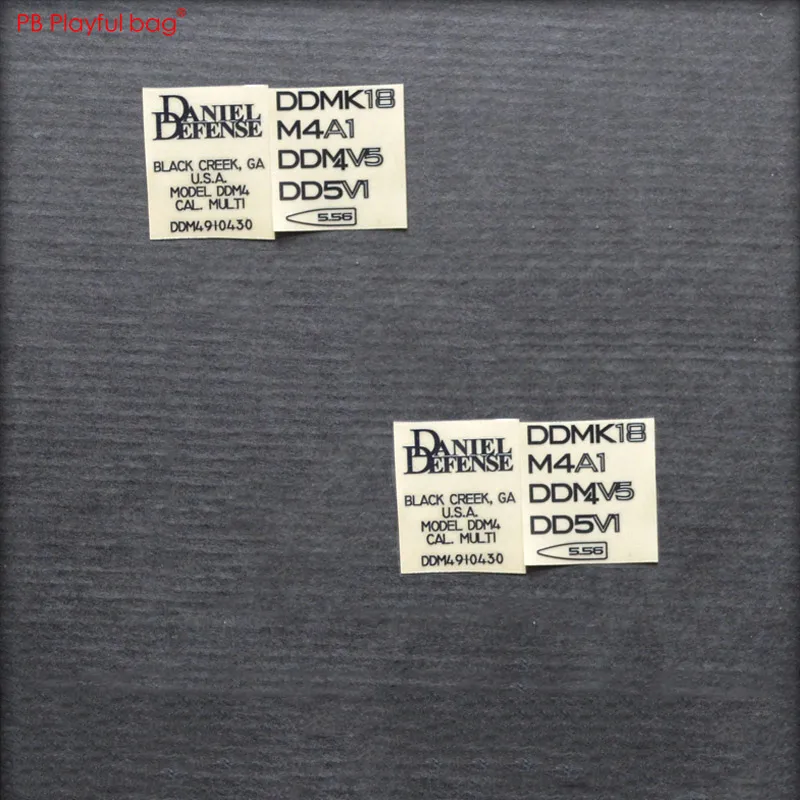 PB Playful bag®
DANIEL
DEFENSE
BLACK CREEK, GA
U.S.A.
MODEL DDM4
CAL. MULTI
DDM4910430
DDMK18
M4A1
DDM4V5
DD5V1
5.56
DANIEL
DEFENSE
BLACK CREEK, GA
U.S.A.
MODEL DDM4
CAL. MULTI
DDM4910430
DDMK18
M4A1
DDM4V5
DD5V1
5.56